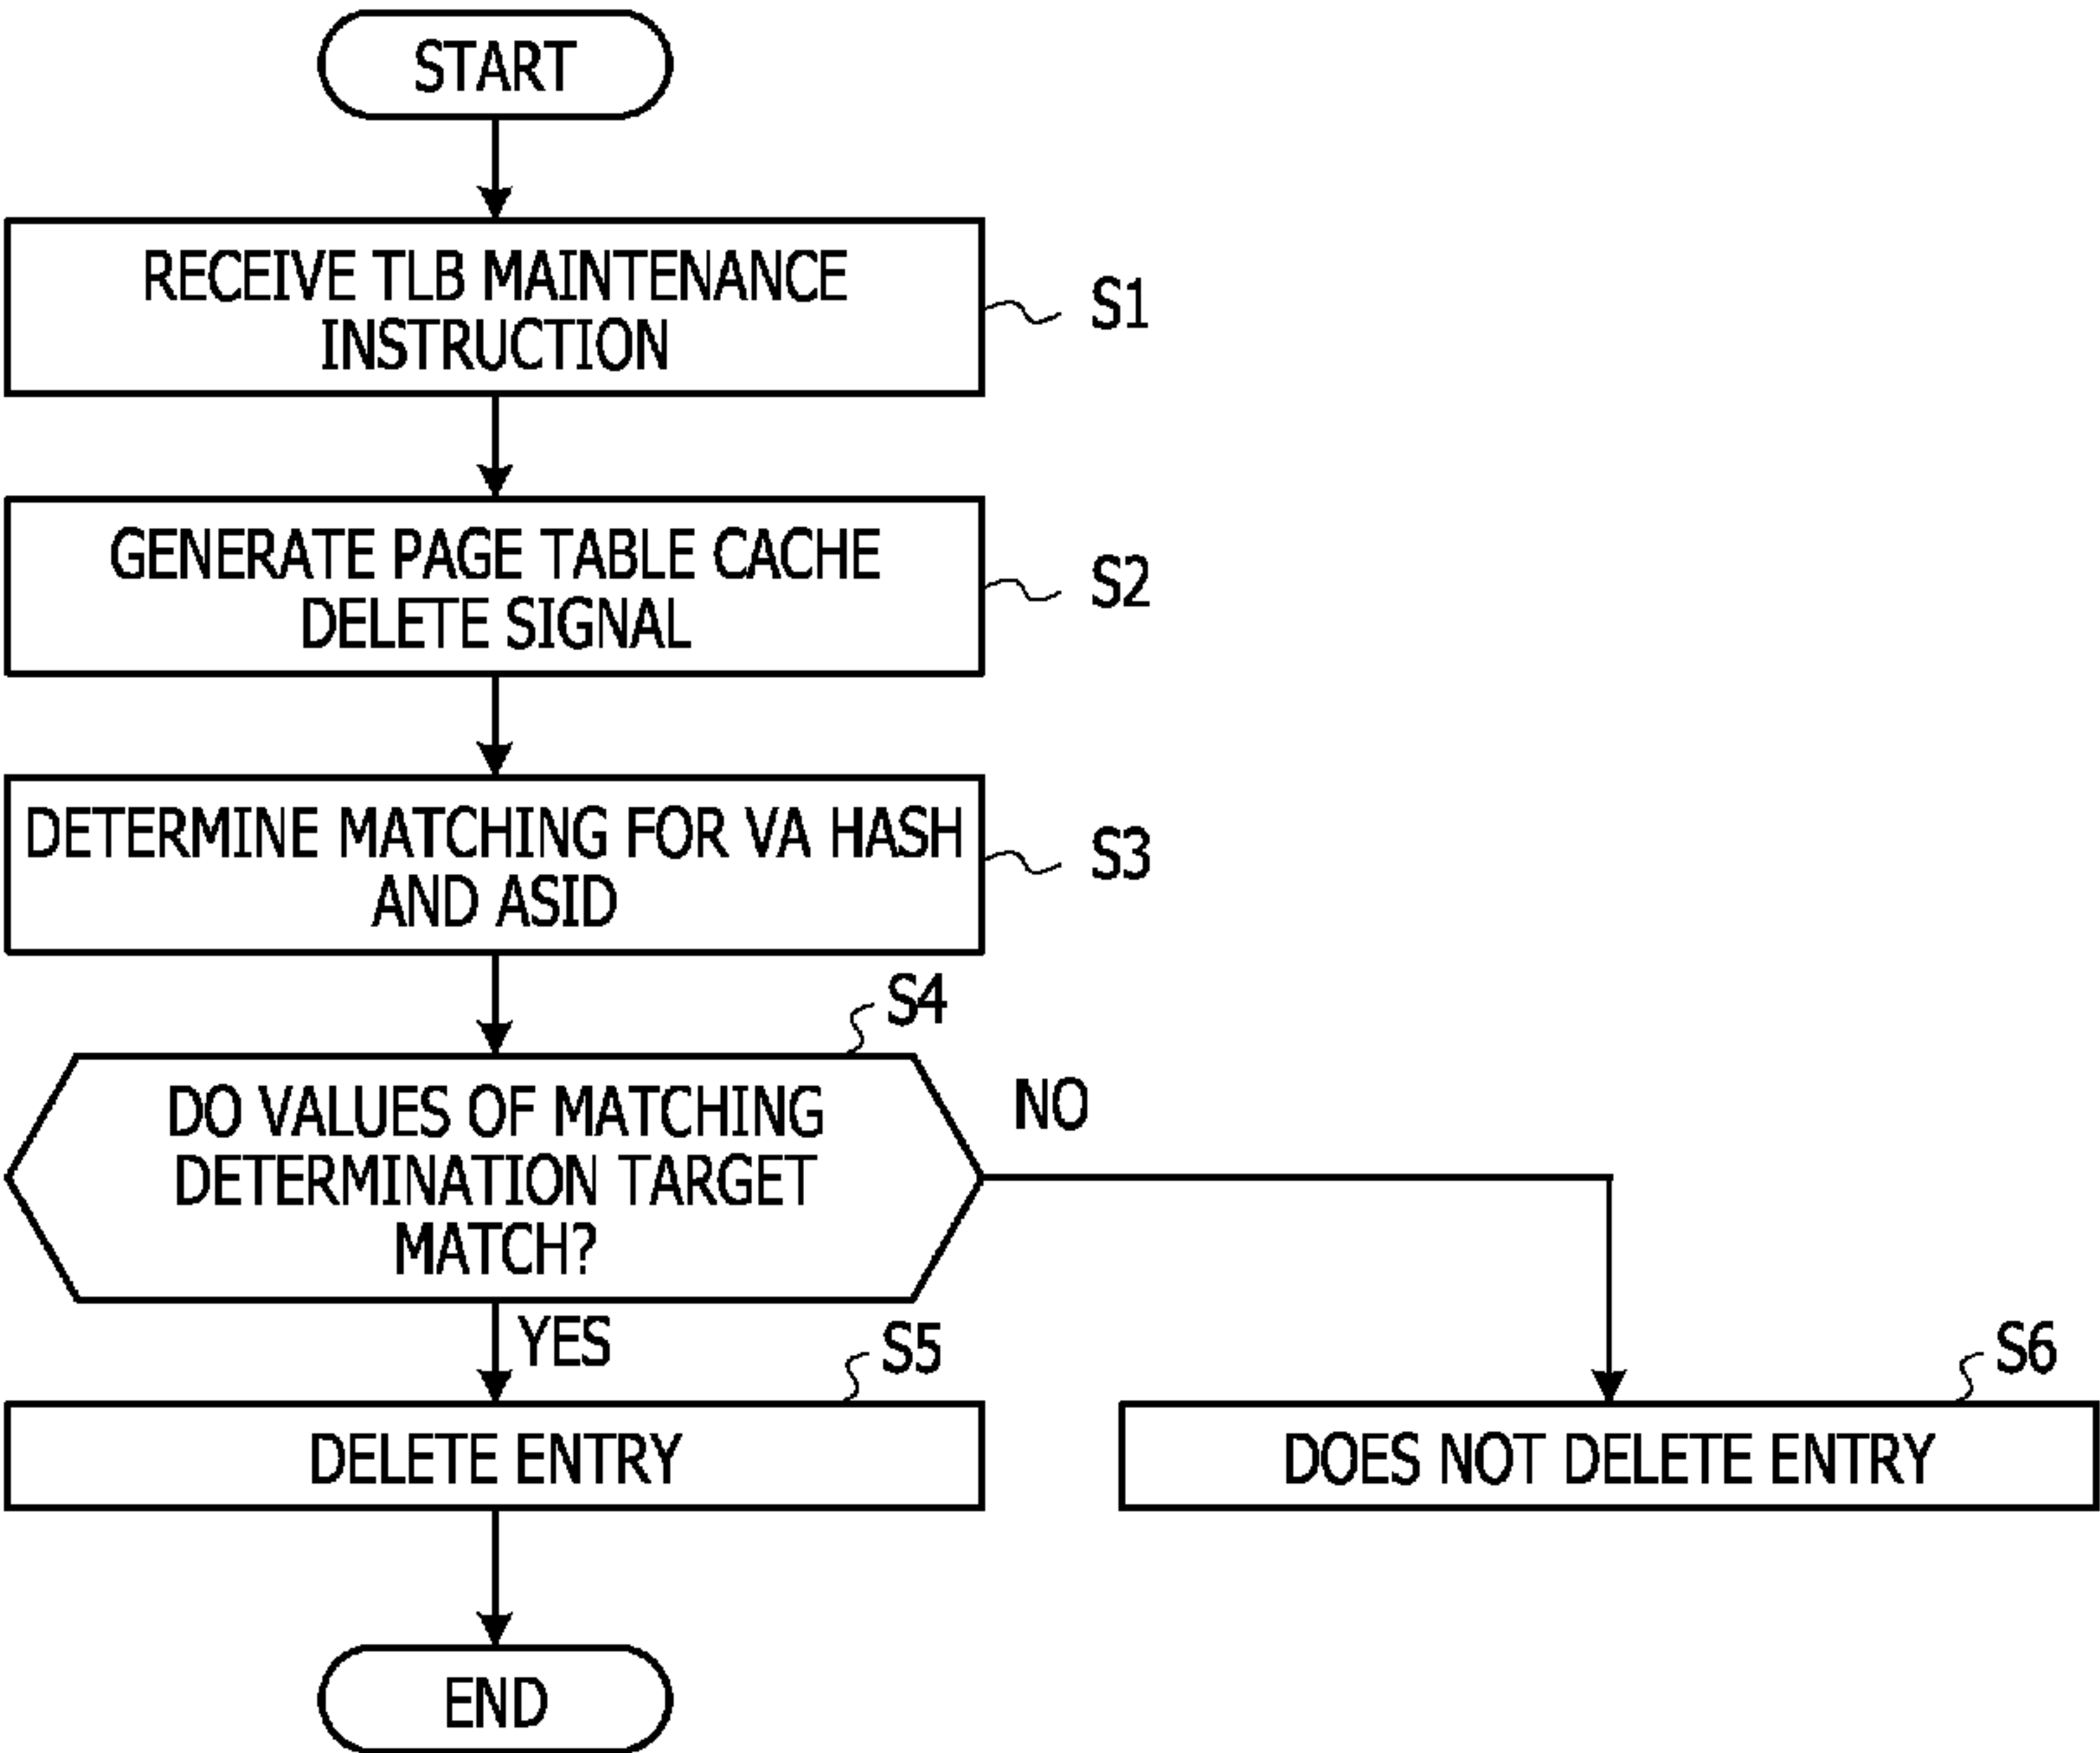 START
RECEIVE TLB MAINTENANCE
INSTRUCTION
S1
GENERATE PAGE TABLE CACHE
DELETE SIGNAL
S2
DETERMINE MATCHING FOR VA HASH
AND ASID
S3
S4
DO VALUES OF MATCHING
DETERMINATION TARGET
MATCH?
NO
YES
S5
DELETE ENTRY
S6
DOES NOT DELETE ENTRY
END